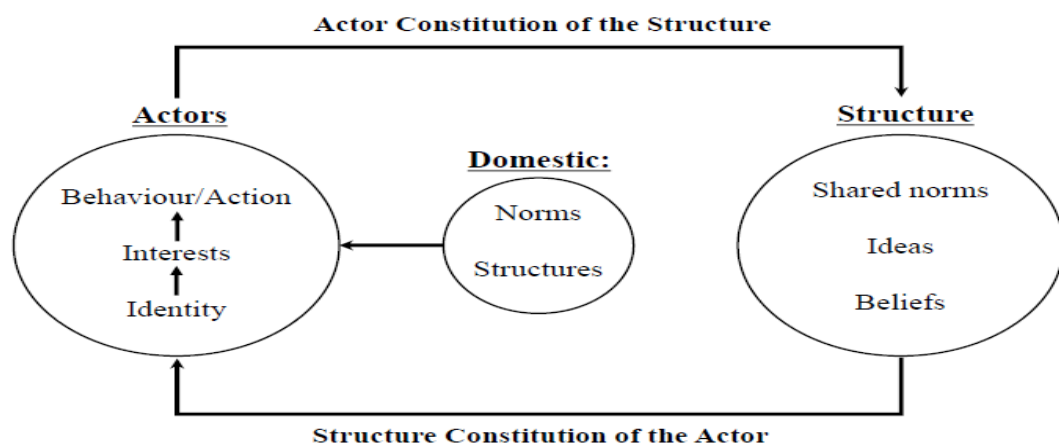 Actor Constitution of the Structure
Actors
Structure
Domestic:
Behaviour/Action
Interests
Identity
Norms
Structures
Shared norms
Ideas
Beliefs
Structure Constitution of the Actor